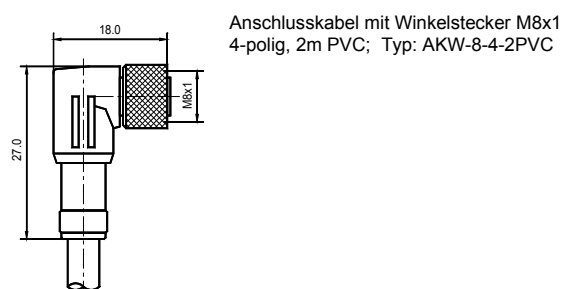 Anschlusskabel mit Winkelstecker M8x1
4-polig, 2m PVC;  Typ: AKW-8-4-2PVC
18.0
M8x1
27.0